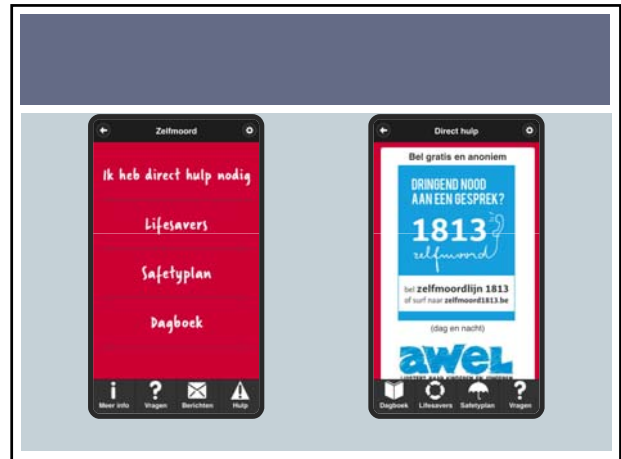 Zelfmoord
Ik heb direct hulp nodig
Lifesavers
Safetyplan
Dagboek
Meer info
Vragen
Berichten
Hulp
Direct hulp
Bel gratis en anoniem
DRINGEND NOOD
AAN EEN GESPREK?
1813
zelfmoord
bel zelfmoordlijn 1813
of surf naar zelfmoord1813.be
(dag en nacht)
awel
Dagboek
Lifesavers
Safetyplan
Vragen